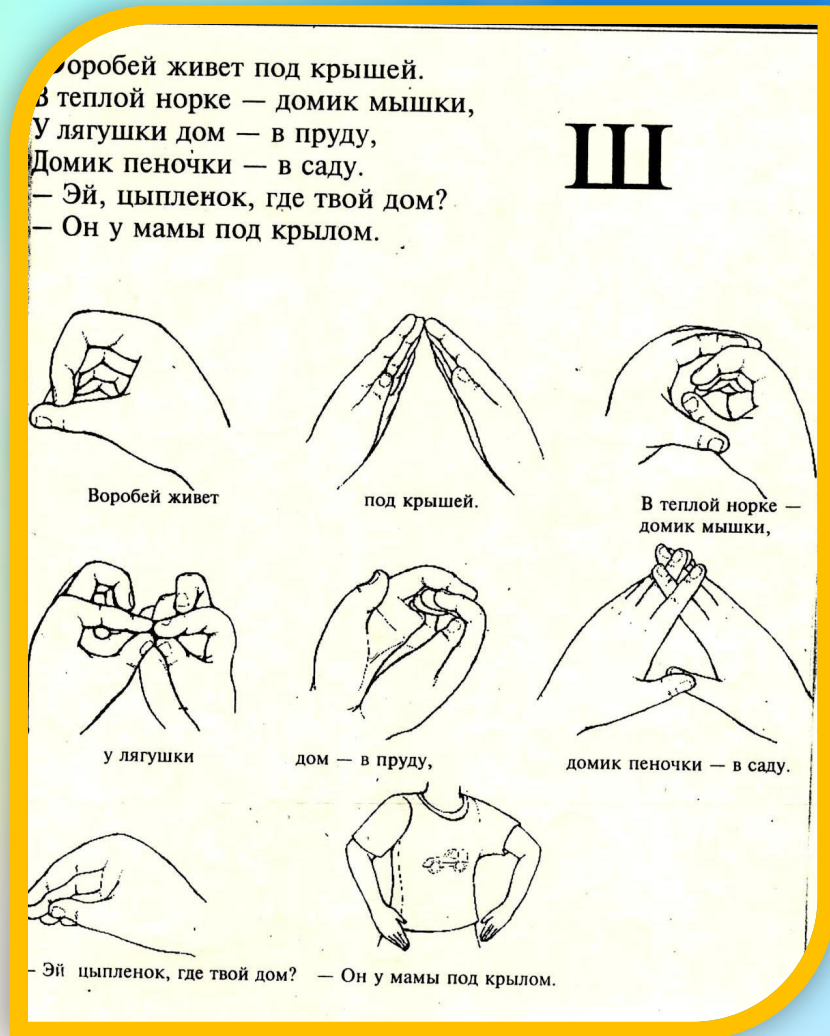 Воробей живет под крышей.
В теплой норке — домик мышки,
У лягушки дом — в пруду,
Домик пеночки — в саду.
— Эй, цыпленок, где твой дом?
— Он у мамы под крылом.
Ш
Воробей живет
под крышей.
В теплой норке —
домик мышки,
у лягушки
дом — в пруду,
домик пеночки — в саду.
– Эй цыпленок, где твой дом?
— Он у мамы под крылом.